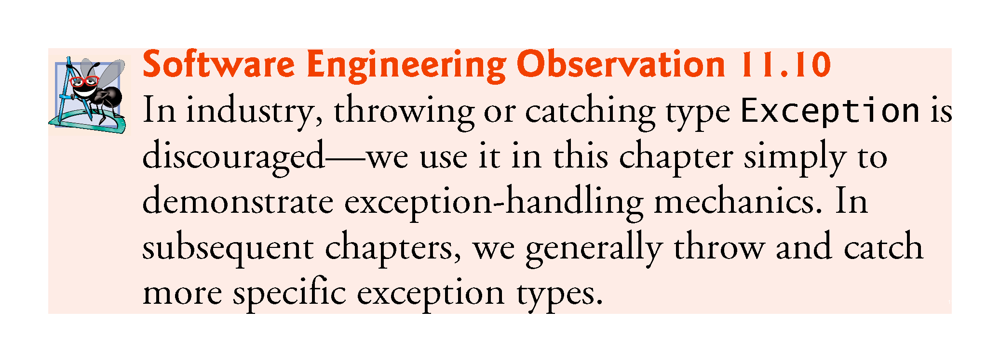 Software Engineering Observation 11.10
In industry, throwing or catching type Exception is
discouraged—we use it in this chapter simply to
demonstrate exception-handling mechanics. In
subsequent chapters, we generally throw and catch
more specific exception types.